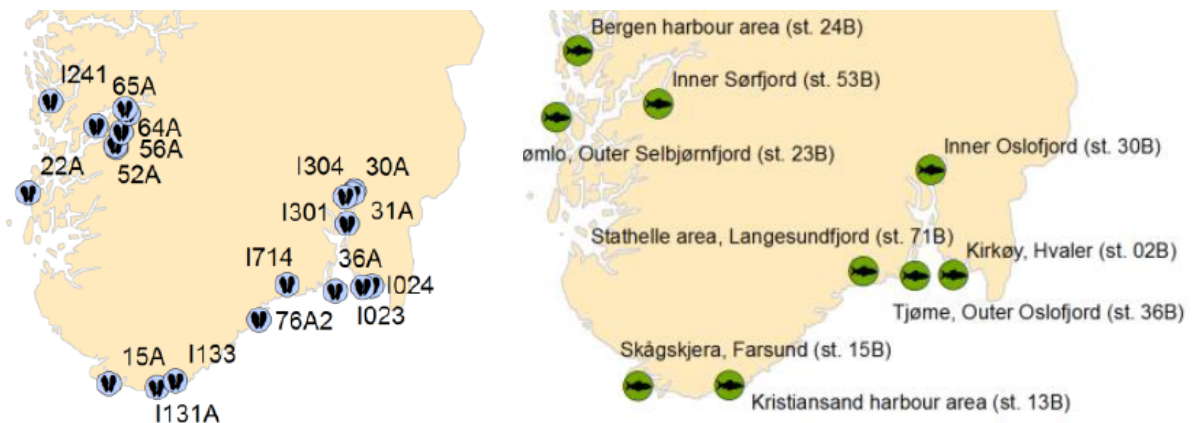 I241
65A
64A
56A
52A
22A
I304
30A
I301
31A
I714
36A
I024
I023
76A2
15A
I133
I131A
Bergen harbour area (st. 24B)
Inner Sørfjord (st. 53B)
ømlo, Outer Selbjørnfjord (st. 23B)
Inner Oslofjord (st. 30B)
Stathelle area, Langesundfjord (st. 71B)
Kirkøy, Hvaler (st. 02B)
Tjøme, Outer Oslofjord (st. 36B)
Skågskjera, Farsund (st. 15B)
Kristiansand harbour area (st. 13B)